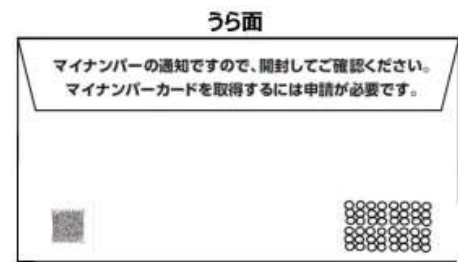 うら面
マイナンバーの通知ですので、開封してご確認ください。
マイナンバーカードを取得するには申請が必要です。